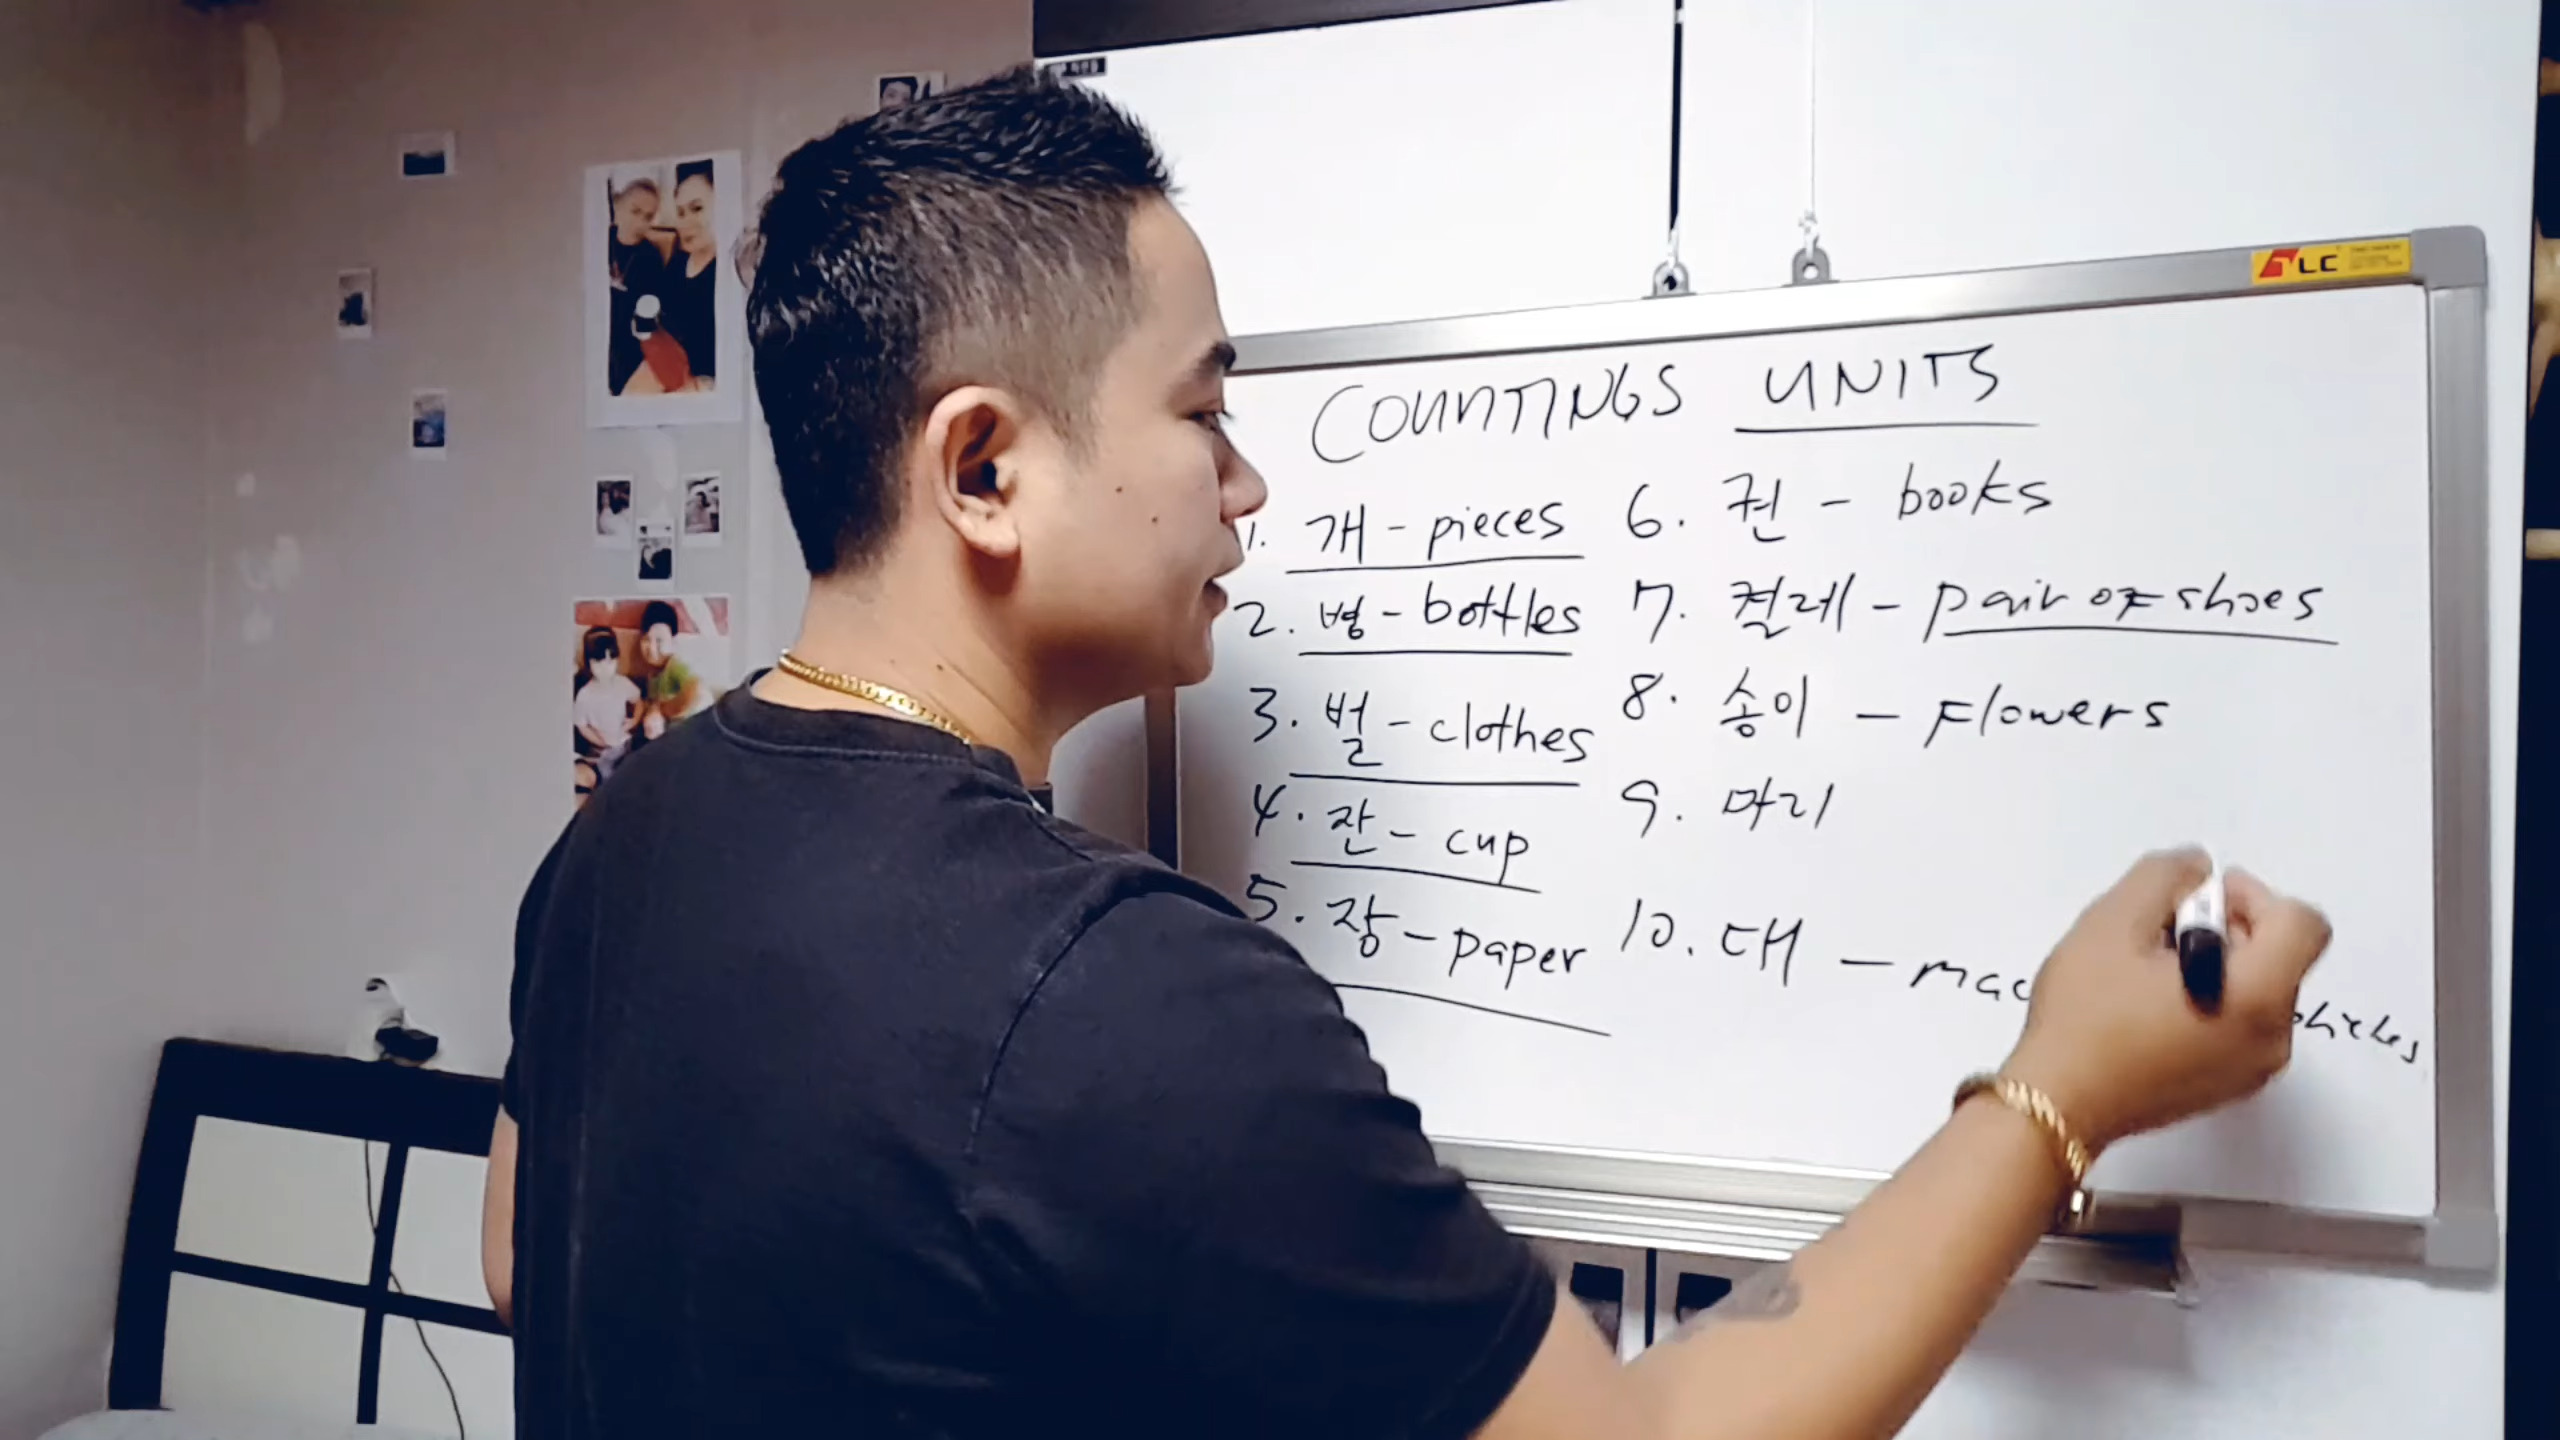 COUNTINGS UNITS
1. 개 - pieces
2. 병 - bottles
3. 벌 - clothes
4. 잔 - cup
5. 장 - paper
6. 권 - books
7. 켤레 - pair of shoes
8. 송이 - Flowers
9. 마리
10. 대 - mac
LC